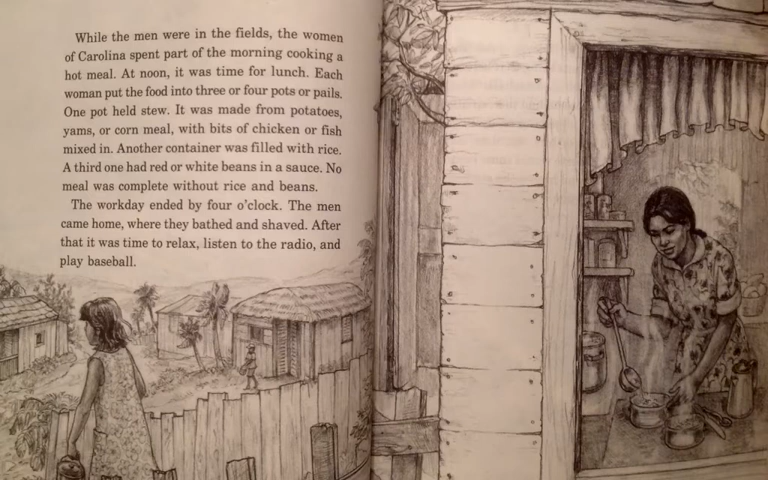 While the men were in the fields, the women
of Carolina spent part of the morning cooking a
hot meal. At noon, it was time for lunch. Each
woman put the food into three or four pots or pails.
One pot held stew. It was made from potatoes,
yams, or corn meal, with bits of chicken or fish
mixed in. Another container was filled with rice.
A third one had red or white beans in a sauce. No
meal was complete without rice and beans.
The workday ended by four o'clock. The men
came home, where they bathed and shaved. After
that it was time to relax, listen to the radio, and
play baseball.